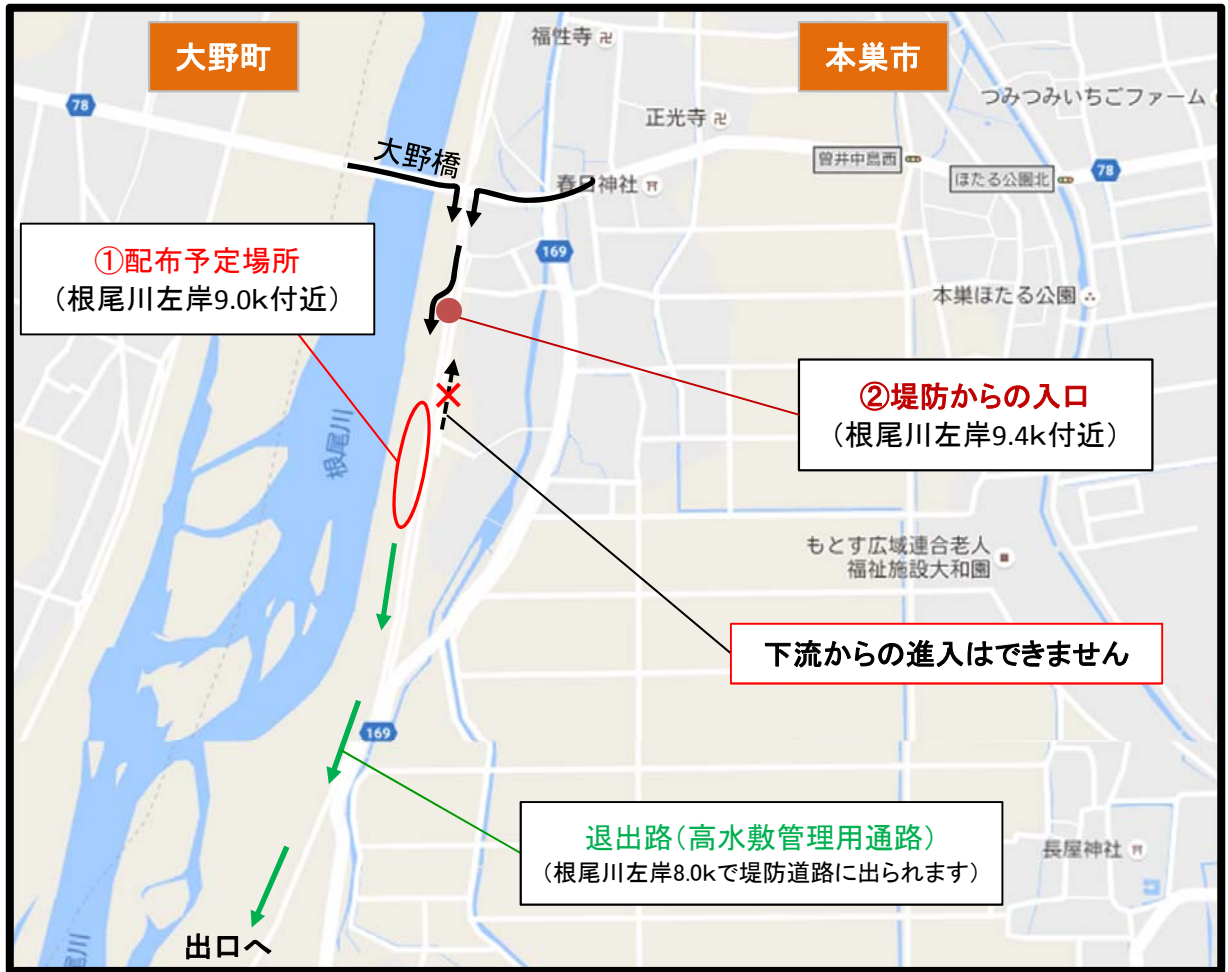 大野町
本巣市
福性寺
つみつみいちごファーム
78
正光寺
大野橋
曽井中島西
ほたる公園北
78
春日神社
①配布予定場所
（根尾川左岸9.0k付近）
169
本巣ほたる公園
②堤防からの入口
（根尾川左岸9.4k付近）
根尾川
もとす広域連合老人
福祉施設大和園
下流からの進入はできません
169
退出路（高水敷管理用通路）
（根尾川左岸8.0kで堤防道路に出られます）
長屋神社
出口へ
尾川